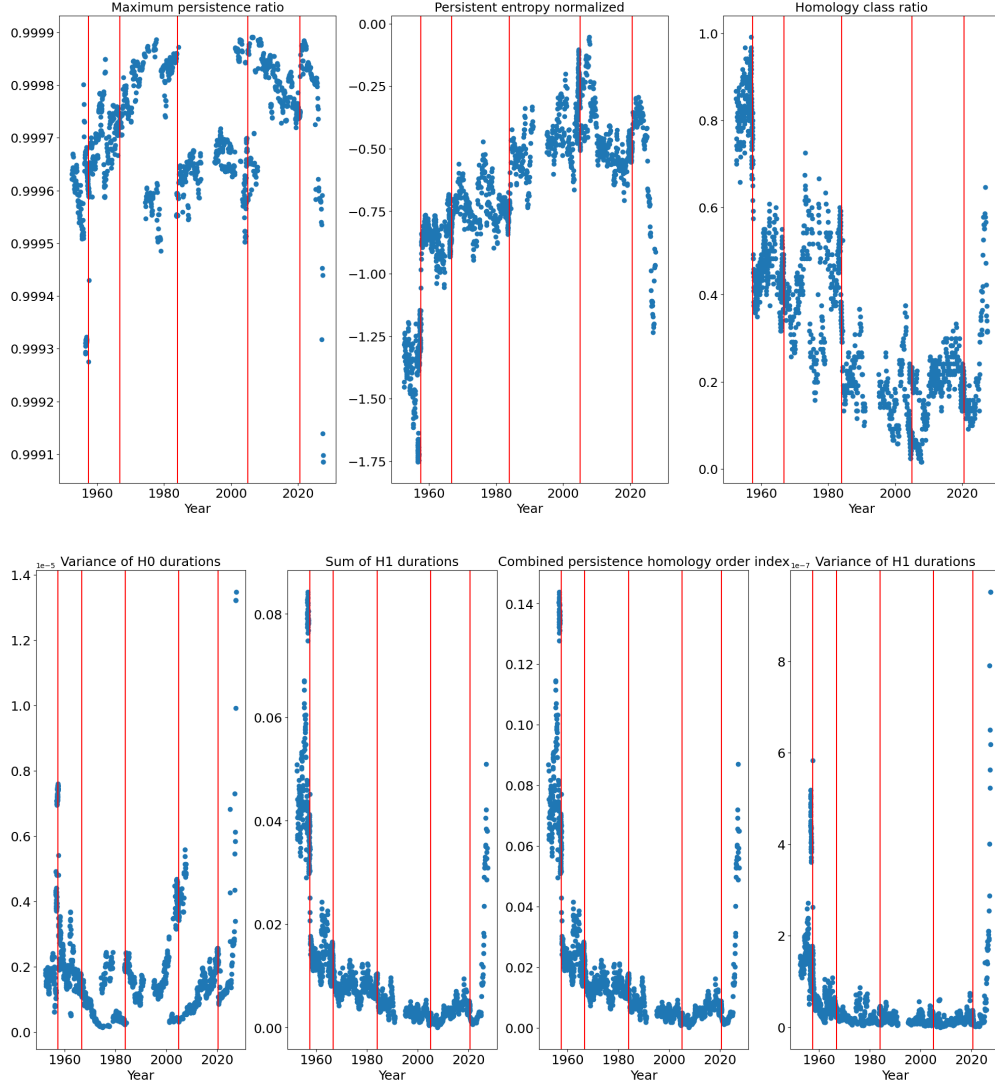 Maximum persistence ratio
0.9999
0.9998
0.9997
0.9996
0.9995
0.9994
0.9993
0.9992
0.9991
1960 1980 2000 2020
Year
Persistent entropy normalized
0.00
−0.25
−0.50
−0.75
−1.00
−1.25
−1.50
−1.75
1960 1980 2000 2020
Year
Homology class ratio
1.0
0.8
0.6
0.4
0.2
0.0
1960 1980 2000 2020
Year
Variance of H0 durations
1e−5
1.4
1.2
1.0
0.8
0.6
0.4
0.2
0.0
1960 1980 2000 2020
Year
Sum of H1 durations
0.08
0.06
0.04
0.02
0.00
1960 1980 2000 2020
Year
Combined persistence homology order index
0.14
0.12
0.10
0.08
0.06
0.04
0.02
0.00
1960 1980 2000 2020
Year
Variance of H1 durations
1e−7
8
6
4
2
0
1960 1980 2000 2020
Year